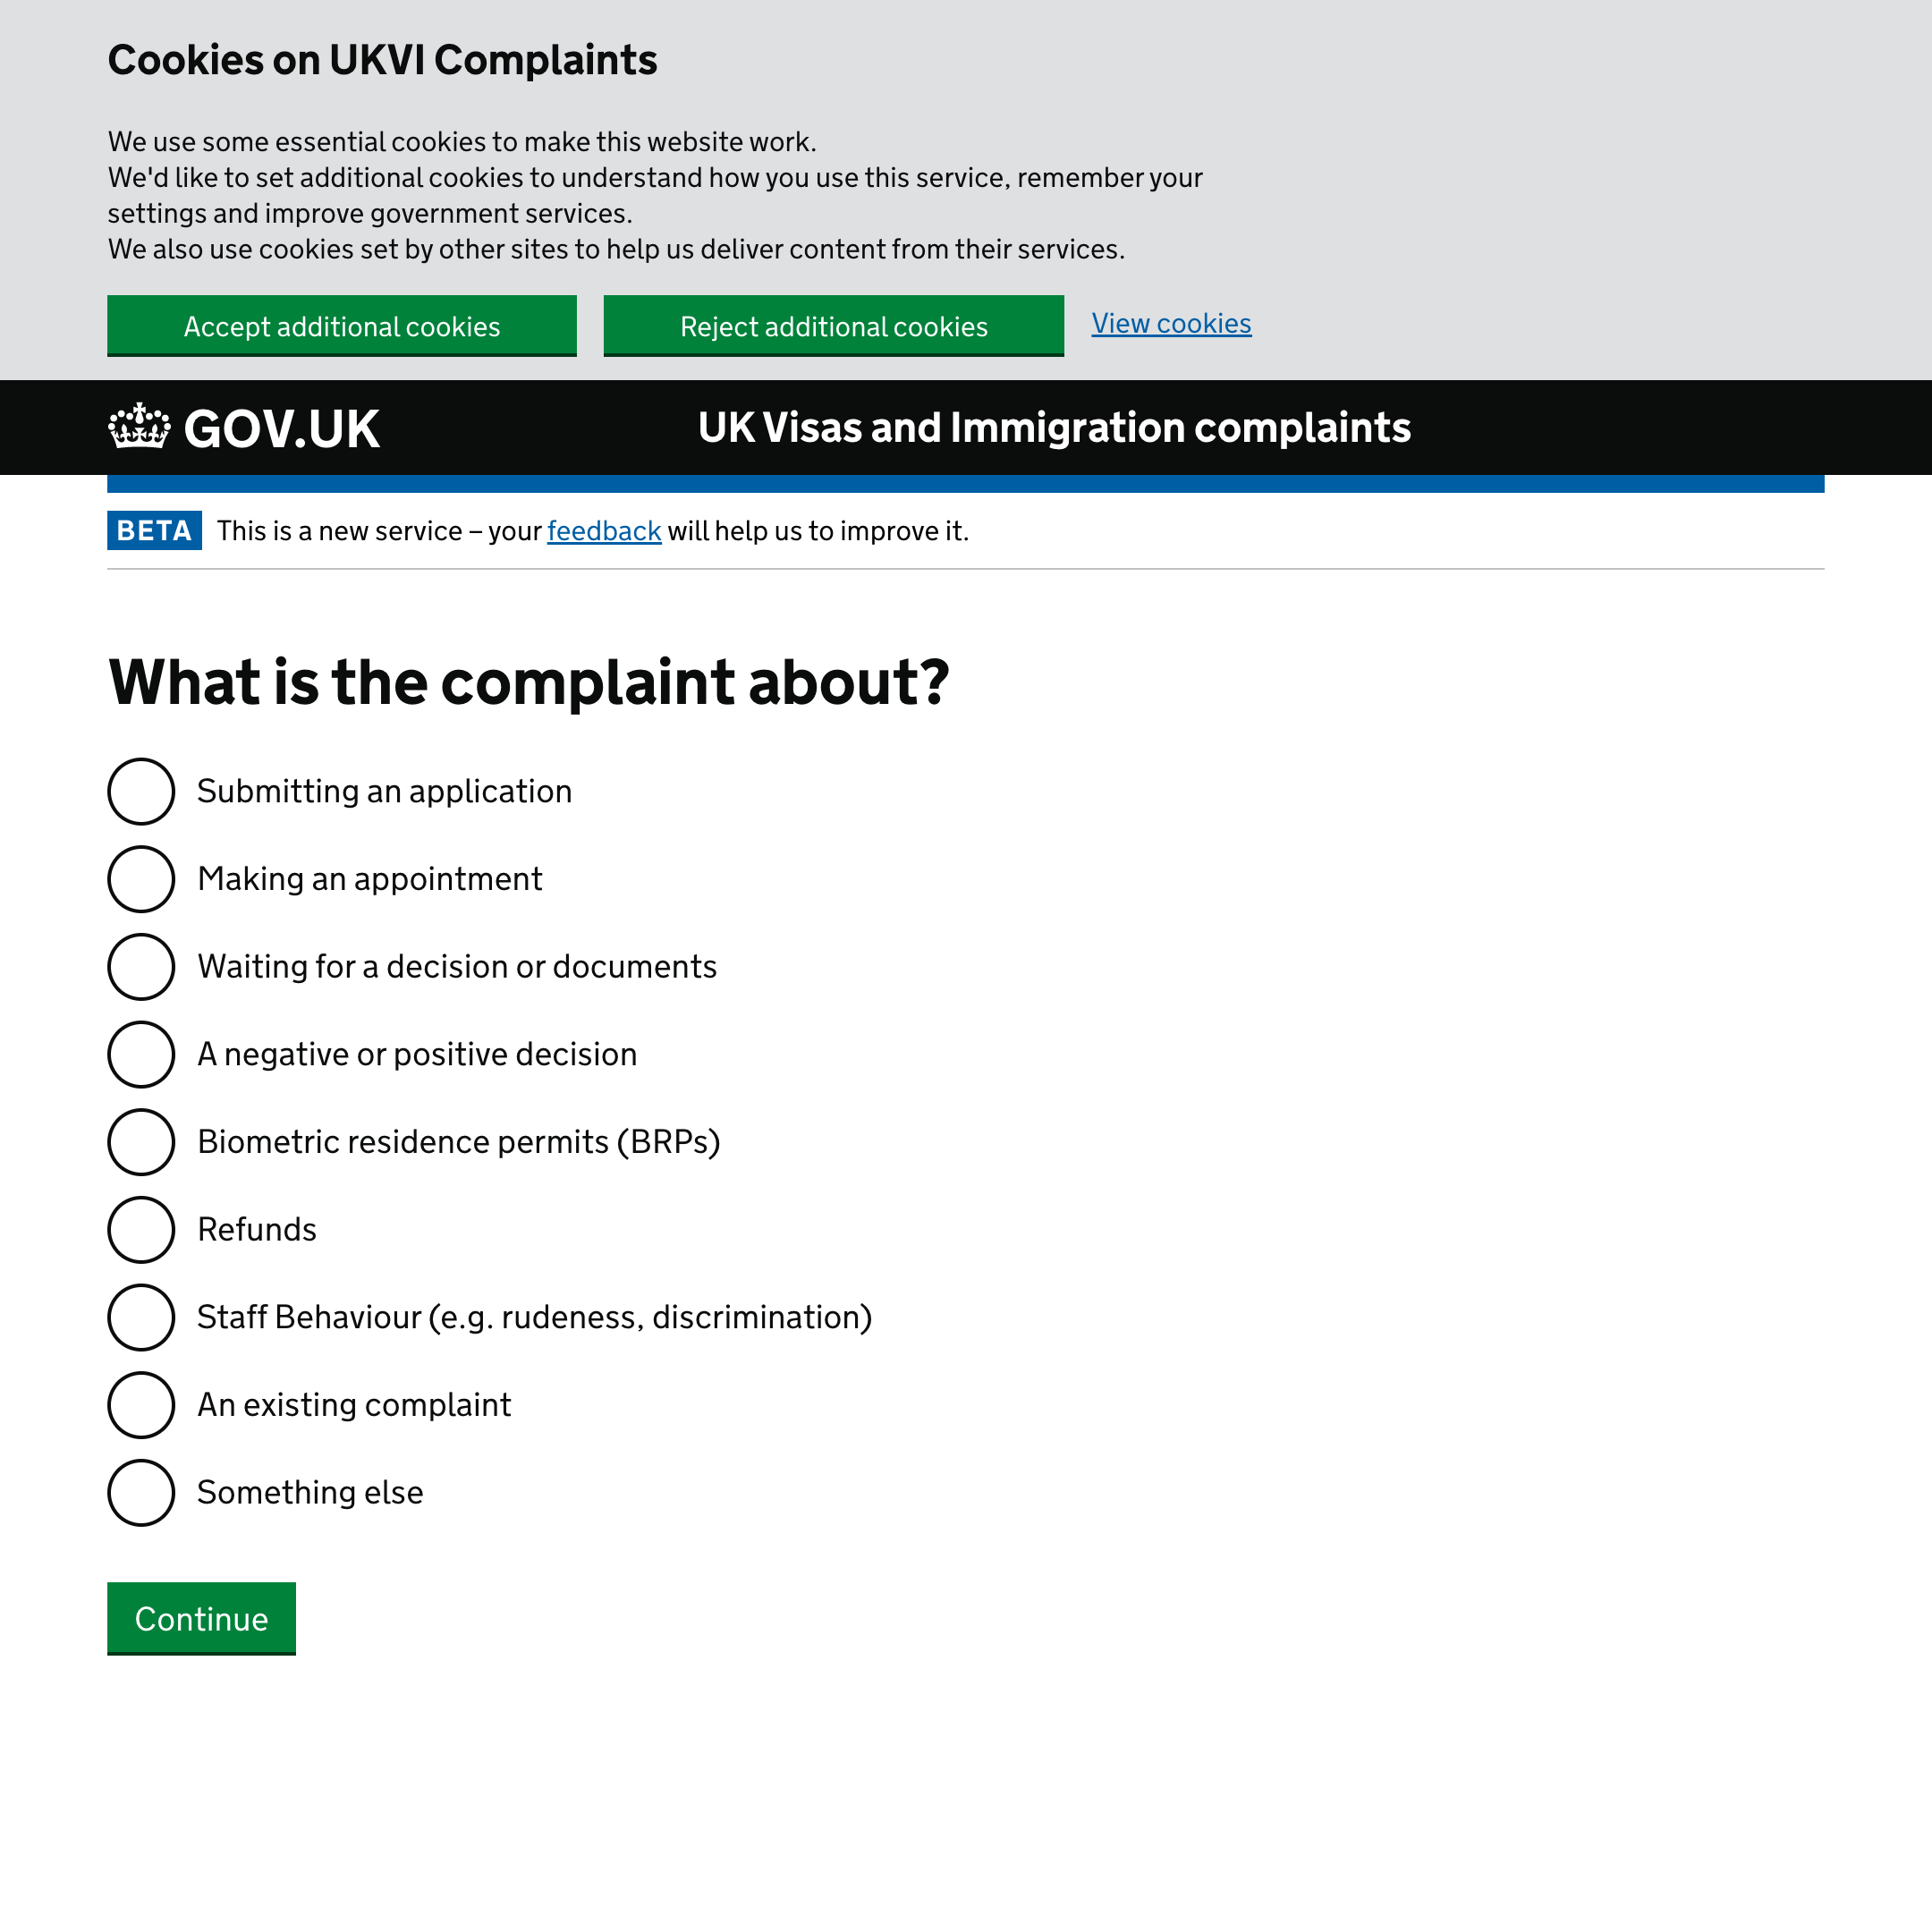 Cookies on UKVI Complaints
We use some essential cookies to make this website work.
We'd like to set additional cookies to understand how you use this service, remember your
settings and improve government services.
We also use cookies set by other sites to help us deliver content from their services.
Accept additional cookies
Reject additional cookies
View cookies
GOV.UK
UK Visas and Immigration complaints
BETA This is a new service – your feedback will help us to improve it.
What is the complaint about?
Submitting an application
Making an appointment
Waiting for a decision or documents
A negative or positive decision
Biometric residence permits (BRPs)
Refunds
Staff Behaviour (e.g. rudeness, discrimination)
An existing complaint
Something else
Continue